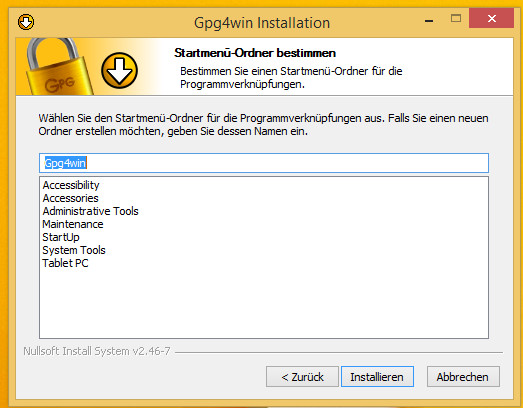 Gpg4win Installation
GPG
Startmenü-Ordner bestimmen
Bestimmen Sie einen Startmenü-Ordner für die
Programmverknüpfungen.
Wählen Sie den Startmenü-Ordner für die Programmverknüpfungen aus. Falls Sie einen neuen
Ordner erstellen möchten, geben Sie dessen Namen ein.
Gpg4win
Accessibility
Accessories
Administrative Tools
Maintenance
StartUp
System Tools
Tablet PC
Nullsoft Install System v2.46-7
< Zurück Installieren Abbrechen